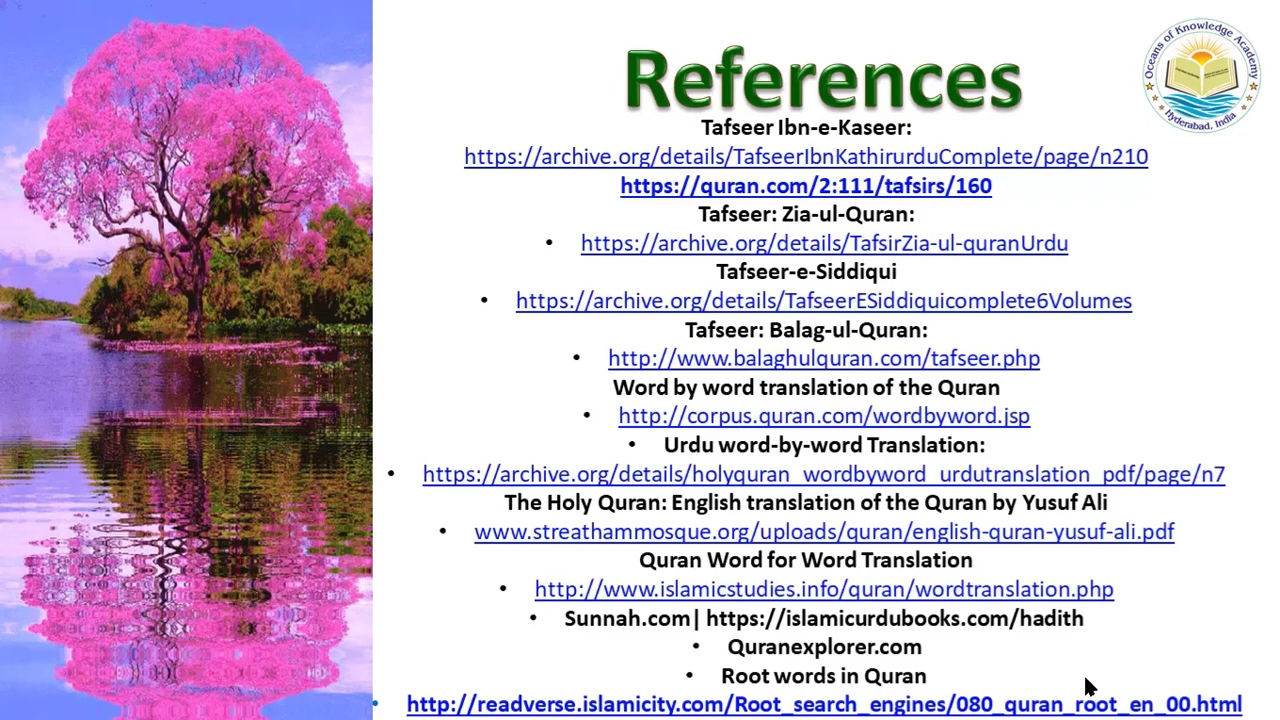 Oceans of Knowledge Academy
Hyderabad, India
References
Tafseer Ibn-e-Kaseer:
https://archive.org/details/TafseerIbnKathirurduComplete/page/n210
https://quran.com/2:111/tafsirs/160
Tafseer: Zia-ul-Quran:
• https://archive.org/details/TafsirZia-ul-quranUrdu
Tafseer-e-Siddiqui
• https://archive.org/details/TafseerESiddiquicomplete6Volumes
Tafseer: Balag-ul-Quran:
• http://www.balaghulquran.com/tafseer.php
Word by word translation of the Quran
• http://corpus.quran.com/wordbyword.jsp
• Urdu word-by-word Translation:
• https://archive.org/details/holyquran_wordbyword_urdutranslation_pdf/page/n7
The Holy Quran: English translation of the Quran by Yusuf Ali
• www.streathammosque.org/uploads/quran/english-quran-yusuf-ali.pdf
Quran Word for Word Translation
• http://www.islamicstudies.info/quran/wordtranslation.php
• Sunnah.com| https://islamicurdubooks.com/hadith
• Quranexplorer.com
• Root words in Quran
• http://readverse.islamicity.com/Root_search_engines/080_quran_root_en_00.html